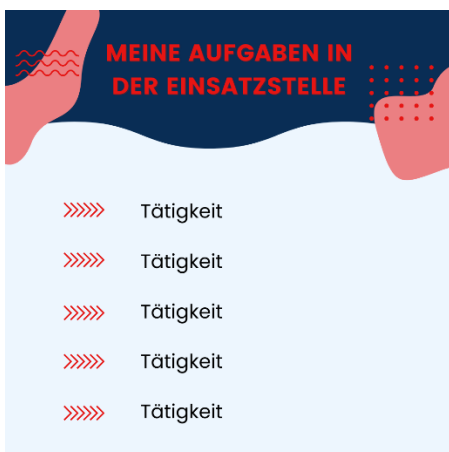 MEINE AUFGABEN IN
DER EINSATZSTELLE
Tätigkeit
Tätigkeit
Tätigkeit
Tätigkeit
Tätigkeit